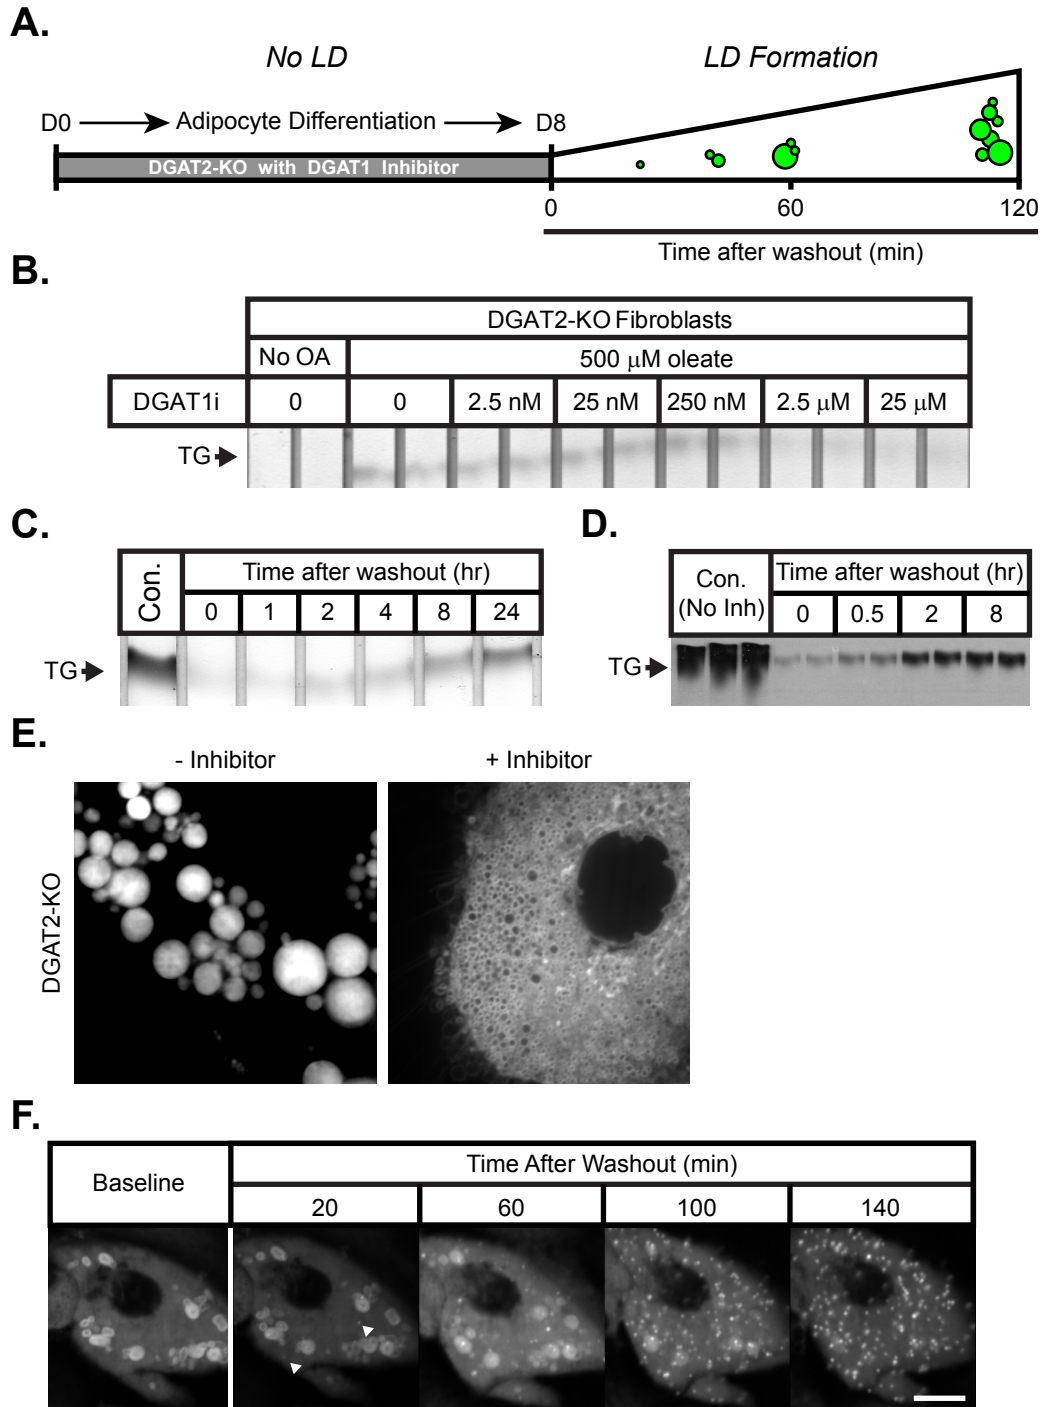 A.
No LD
LD Formation
D0
Adipocyte Differentiation
D8
DGAT2-KO with DGAT1 Inhibitor
0
60
120
Time after washout (min)
B.
DGAT2-KO Fibroblasts
No OA
500 μM oleate
DGAT1i
0
0
2.5 nM
25 nM
250 nM
2.5 μM
25 μM
TG
C.
Con.
Time after washout (hr)
0
1
2
4
8
24
TG
D.
Con.
(No Inh)
Time after washout (hr)
0
0.5
2
8
TG
E.
- Inhibitor
+ Inhibitor
DGAT2-KO
F.
Baseline
Time After Washout (min)
20
60
100
140